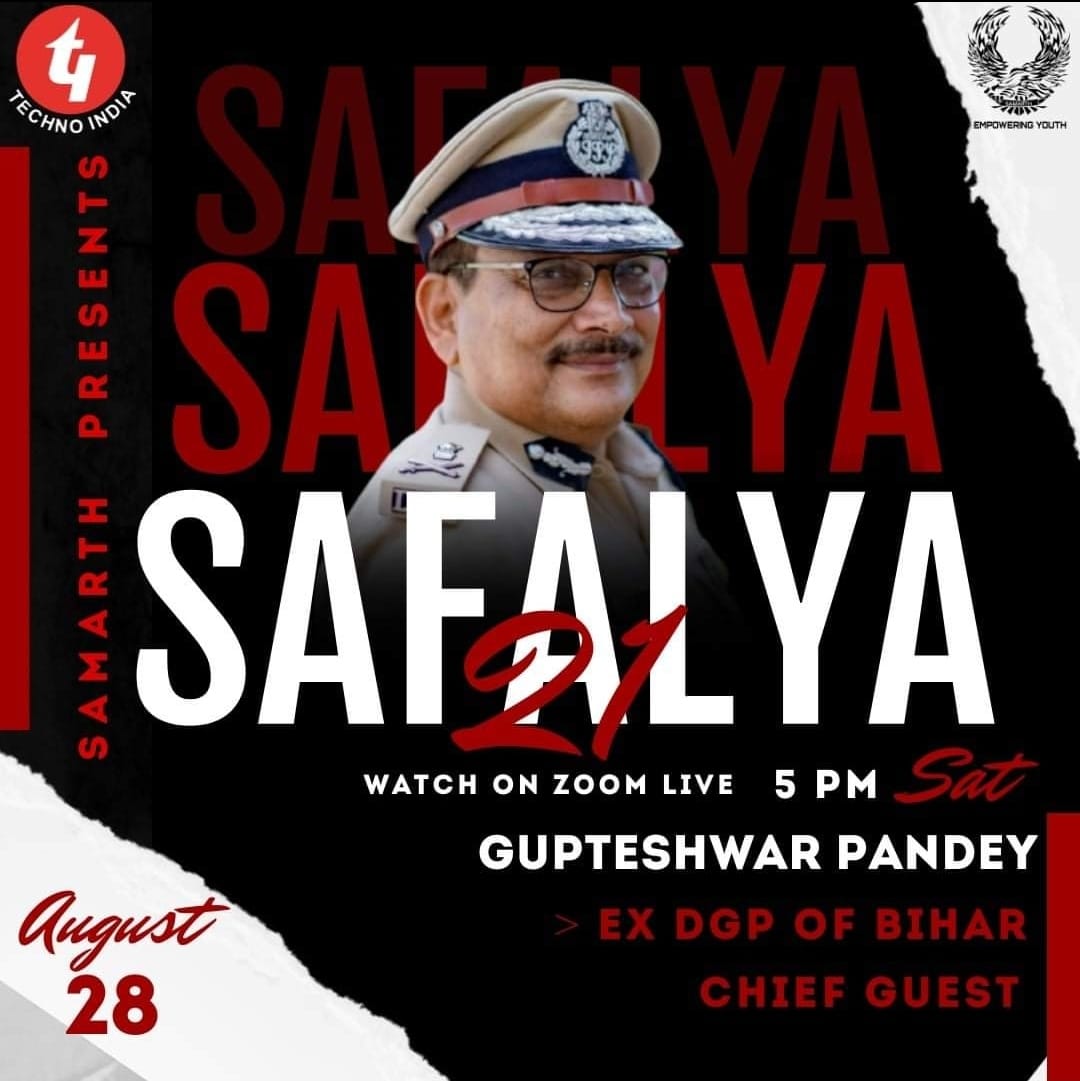 TECHNO INDIA
SAMARTH
EMPOWERING YOUTH
SAMARTH PRESENTS
SAFALYA
SAFALYA
SAFALYA
21
WATCH ON ZOOM LIVE 5 PM Sat
GUPTESHWAR PANDEY
> EX DGP OF BIHAR
CHIEF GUEST
August
28